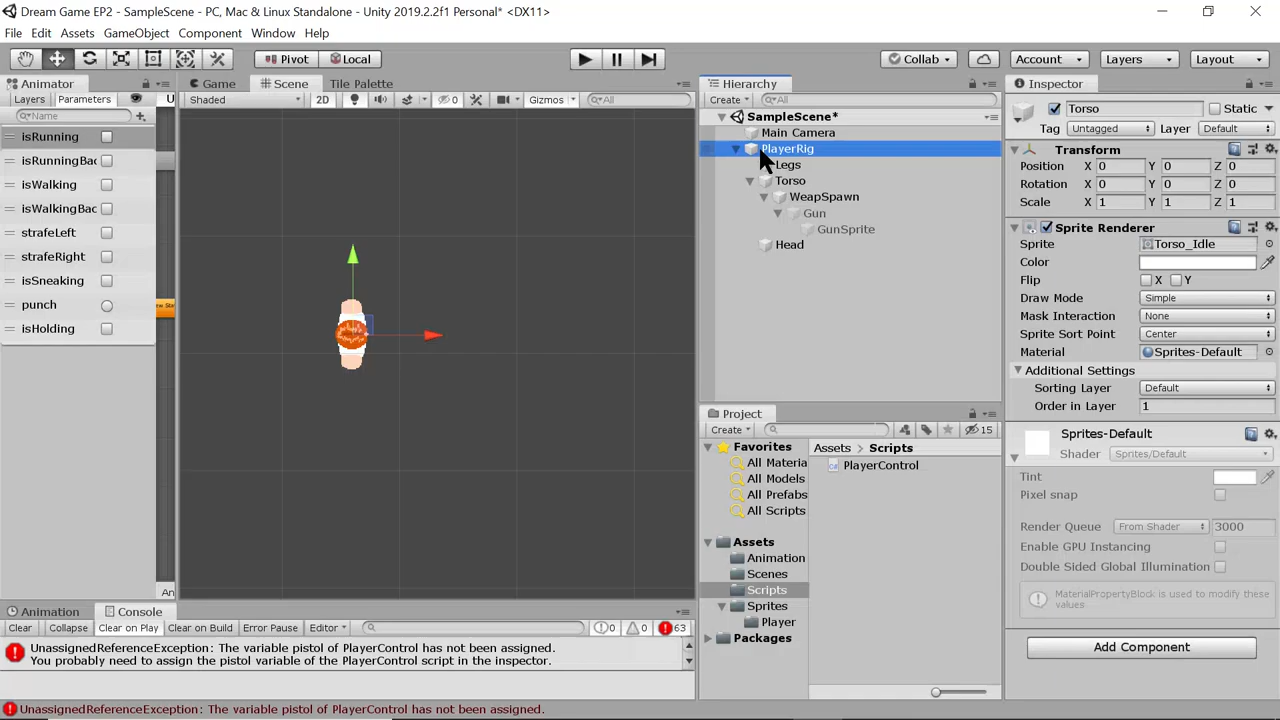 Dream Game EP2 - SampleScene - PC, Mac & Linux Standalone - Unity 2019.2.2f1 Personal* <DX11>
File Edit Assets GameObject Component Window Help
Pivot Local Collab Account Layers Layout
Animator Game Scene Tile Palette Hierarchy Inspector
Layers Parameters Shaded 2D 0 Gizmos All Create All
Name
isRunning
isRunningBac
isWalking
isWalkingBac
strafeLeft
strafeRight
isSneaking
punch
isHolding
SampleScene*
Main Camera
PlayerRig
Legs
Torso
WeapSpawn
Gun
GunSprite
Head
Torso Static
Tag Untagged Layer Default
Transform
Position X 0 Y 0 Z 0
Rotation X 0 Y 0 Z 0
Scale X 1 Y 1 Z 1
Sprite Renderer
Sprite Torso_Idle
Color
Flip X Y
Draw Mode Simple
Mask Interaction None
Sprite Sort Point Center
Material Sprites-Default
Additional Settings
Sorting Layer Default
Order in Layer 1
Sprites-Default
Shader Sprites/Default
Tint
Pixel snap
Render Queue From Shader 3000
Enable GPU Instancing
Double Sided Global Illumination
MaterialPropertyBlock is used to modify these
values
Add Component
Project
Create 15
Favorites
All Materia
All Models
All Prefabs
All Scripts
Assets
Animation
Scenes
Scripts
Sprites
Player
Packages
Assets > Scripts
PlayerControl
An
Animation Console
Clear Collapse Clear on Play Clear on Build Error Pause Editor 0 0 63
UnassignedReferenceException: The variable pistol of PlayerControl has not been assigned.
You probably need to assign the pistol variable of the PlayerControl script in the inspector.
UnassignedReferenceException: The variable pistol of PlayerControl has not been assigned.